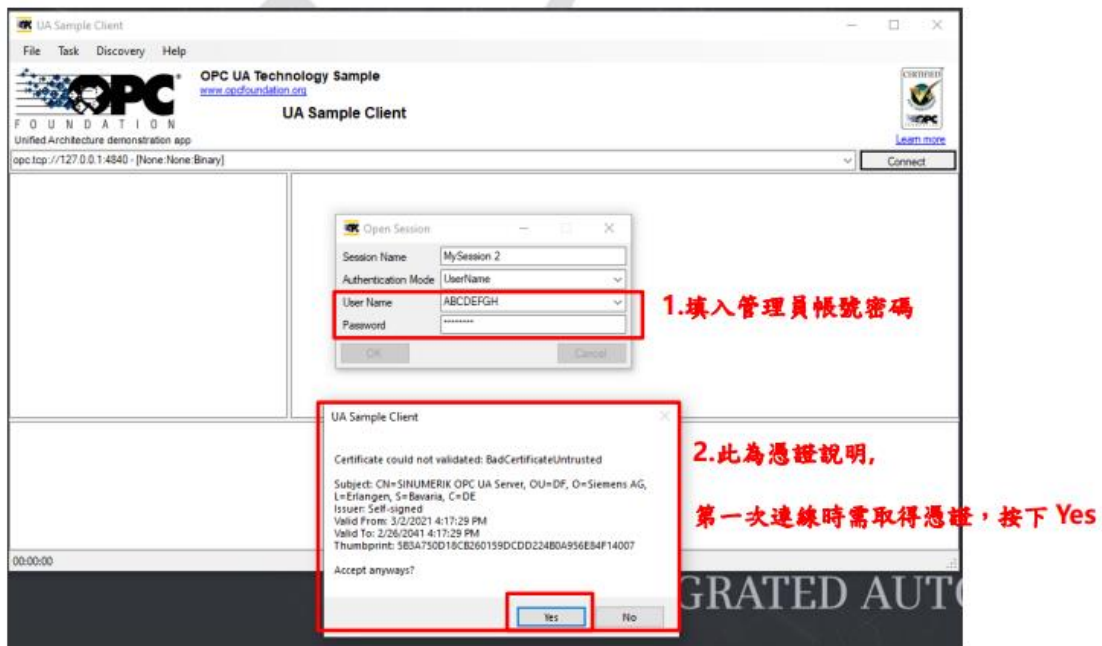 UA Sample Client
File Task Discovery Help
OPC
FOUNDATION
Unified Architecture demonstration app
OPC UA Technology Sample
www.opcfoundation.org
UA Sample Client
CERTIFIED
OPC
Learn more
opc.tcp://127.0.0.1:4840 - [None:None:Binary]
Connect
Open Session
Session Name MySession 2
Authentication Mode UserName
User Name ABCDEFGH
Password ********
OK Cancel
1.填入管理員帳號密碼
UA Sample Client
Certificate could not validated: BadCertificateUntrusted
Subject: CN=SINUMERIK OPC UA Server, OU=DF, O=Siemens AG,
L=Erlangen, S=Bavaria, C=DE
Issuer: Self-signed
Valid From: 3/2/2021 4:17:29 PM
Valid To: 2/26/2041 4:17:29 PM
Thumbprint: 5B3A750D18CB260159DCDD224B0A956E84F14007
Accept anyways?
Yes No
2.此為憑證說明,
第一次連線時需取得憑證，按下 Yes
00:00:00
GRATED AUTO